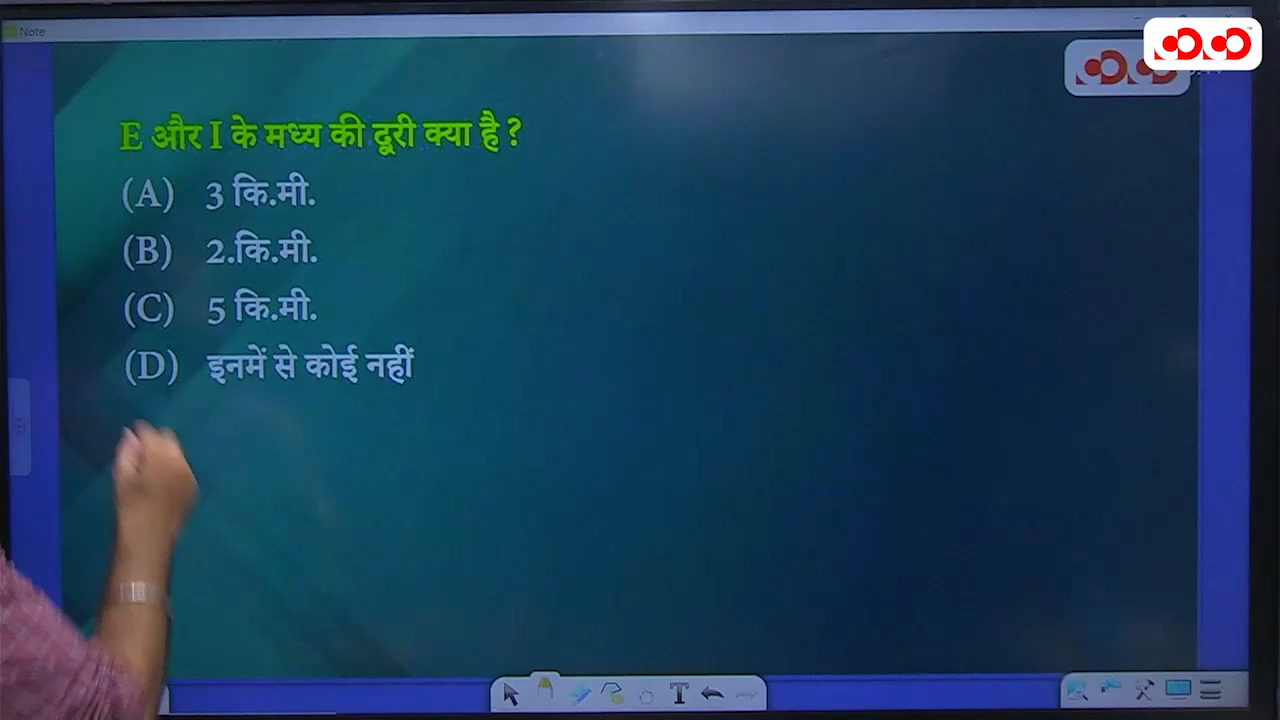 Note
E और I के मध्य की दूरी क्या है ?
(A) 3 कि.मी.
(B) 2.कि.मी.
(C) 5 कि.मी.
(D) इनमें से कोई नहीं